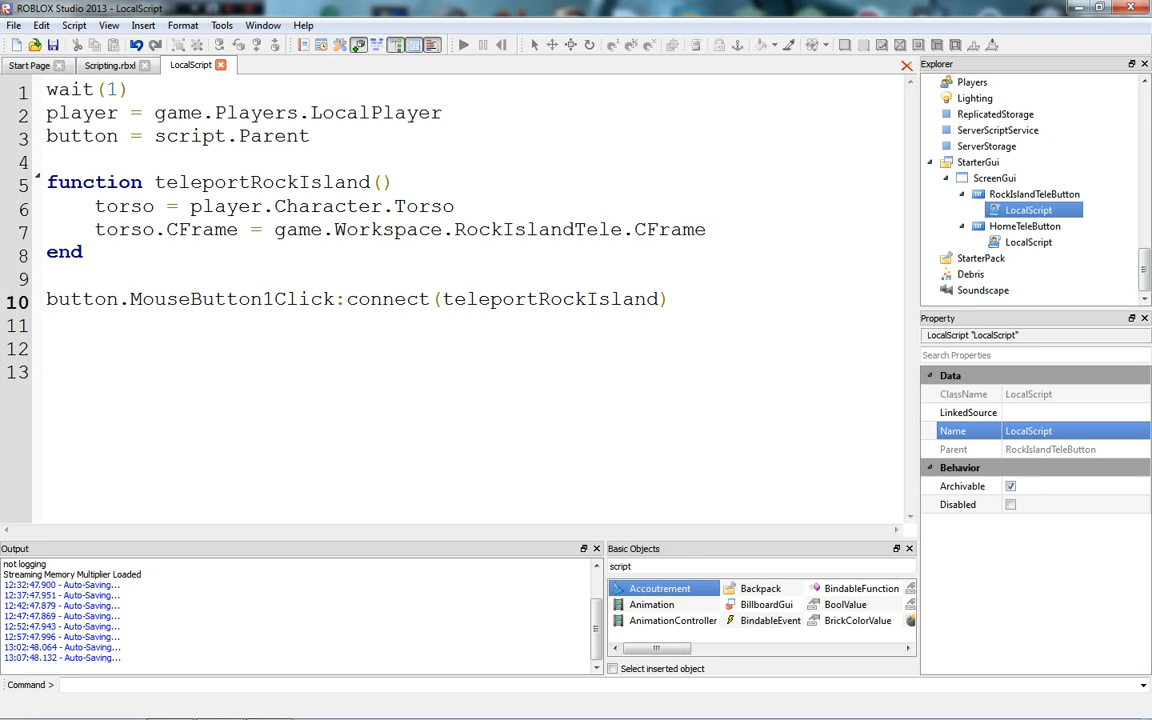 ROBLOX Studio 2013 - LocalScript
File Edit Script View Insert Format Tools Window Help
Start Page Scripting.rbxl LocalScript
1 wait(1)
2 player = game.Players.LocalPlayer
3 button = script.Parent
4
5 function teleportRockIsland()
6 torso = player.Character.Torso
7 torso.CFrame = game.Workspace.RockIslandTele.CFrame
8 end
9
10 button.MouseButton1Click:connect(teleportRockIsland)
11
12
13
Explorer
Players
Lighting
ReplicatedStorage
ServerScriptService
ServerStorage
StarterGui
ScreenGui
RockIslandTeleButton
LocalScript
HomeTeleButton
LocalScript
StarterPack
Debris
Soundscape
Property
LocalScript "LocalScript"
Search Properties
Data
ClassName LocalScript
LinkedSource
Name LocalScript
Parent RockIslandTeleButton
Behavior
Archivable
Disabled
Output
not logging
Streaming Memory Multiplier Loaded
12:32:47.900 - Auto-Saving...
12:37:47.951 - Auto-Saving...
12:42:47.879 - Auto-Saving...
12:47:47.869 - Auto-Saving...
12:52:47.943 - Auto-Saving...
12:57:47.996 - Auto-Saving...
13:02:48.064 - Auto-Saving...
13:07:48.132 - Auto-Saving...
Basic Objects
script
Accoutrement Backpack BindableFunction
Animation BillboardGui BoolValue
AnimationController BindableEvent BrickColorValue
Select inserted object
Command >